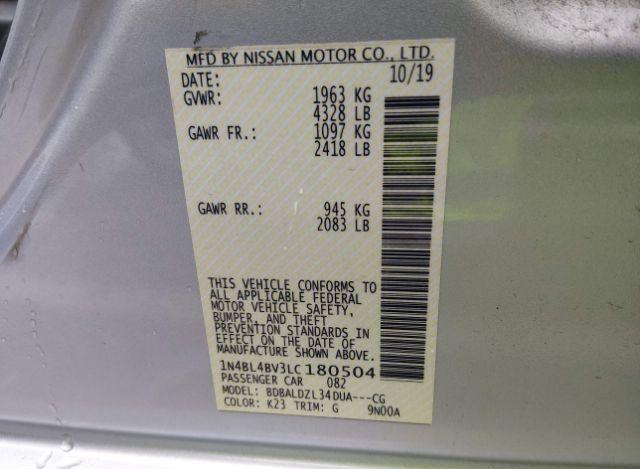 MFD BY NISSAN MOTOR CO., LTD.
DATE: 10/19
GVWR: 1963 KG
4328 LB
GAWR FR.: 1097 KG
2418 LB
GAWR RR.: 945 KG
2083 LB
THIS VEHICLE CONFORMS TO
ALL APPLICABLE FEDERAL
MOTOR VEHICLE SAFETY,
BUMPER, AND THEFT
PREVENTION STANDARDS IN
EFFECT ON THE DATE OF
MANUFACTURE SHOWN ABOVE.
1N4BL4BV3LC180504
PASSENGER CAR 082
MODEL: BDBALDZL34DUA---CG
COLOR: K23 TRIM: G 9N00A